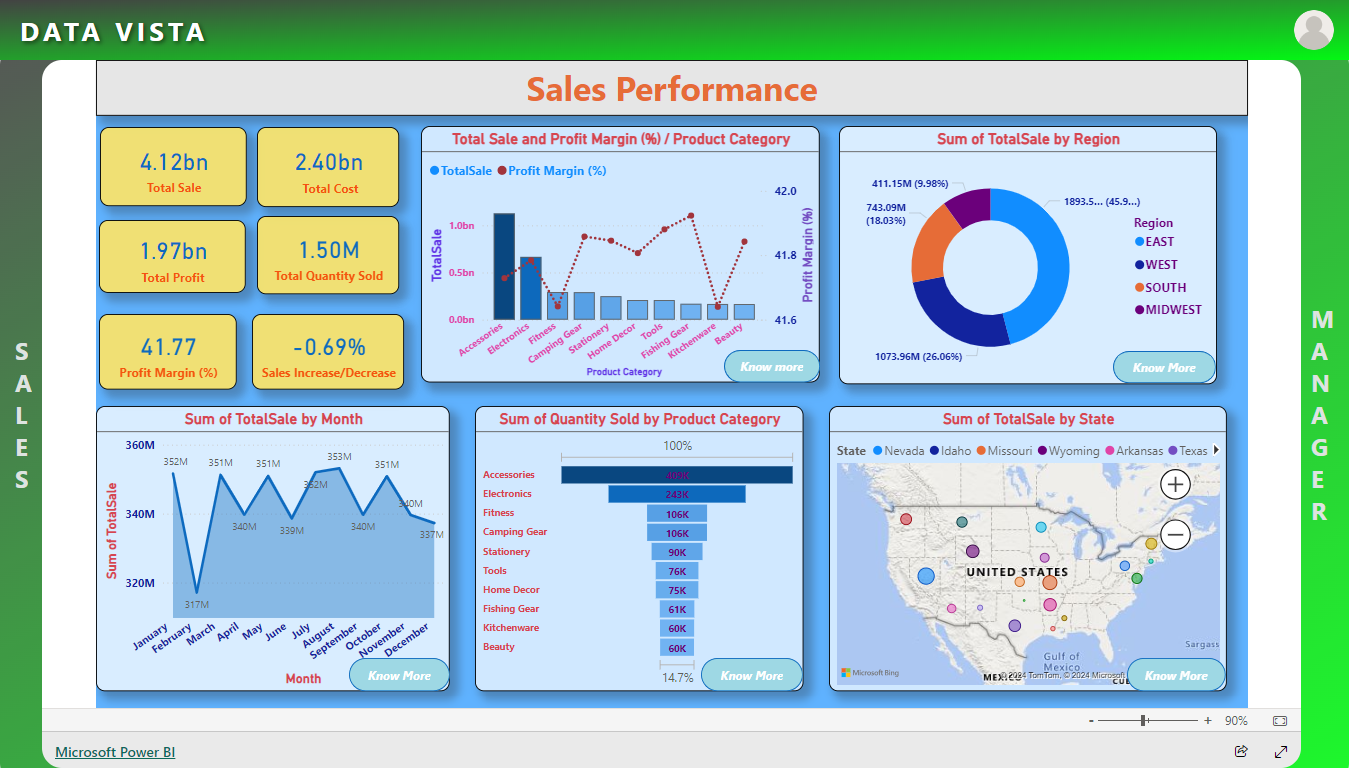 DATA VISTA
Sales Performance
4.12bn
Total Sale
2.40bn
Total Cost
1.97bn
Total Profit
1.50M
Total Quantity Sold
41.77
Profit Margin (%)
-0.69%
Sales Increase/Decrease
Total Sale and Profit Margin (%) / Product Category
TotalSale Profit Margin (%)
TotalSale
1.0bn
0.5bn
0.0bn
42.0
41.8
41.6
Profit Margin (%)
Accessories
Electronics
Fitness
Camping Gear
Stationery
Home Decor
Tools
Fishing Gear
Kitchenware
Beauty
Product Category
Know more
Sum of TotalSale by Region
411.15M (9.98%)
743.09M
(18.03%)
1893.5... (45.9...)
1073.96M (26.06%)
Region
EAST
WEST
SOUTH
MIDWEST
Know More
SALES
MANAGER
Sum of TotalSale by Month
Sum of TotalSale
360M
340M
320M
352M
317M
351M
340M
351M
339M
352M
353M
340M
351M
340M
337M
January
February
March
April
May
June
July
August
September
October
November
December
Month
Know More
Sum of Quantity Sold by Product Category
100%
Accessories
Electronics 243K
Fitness 106K
Camping Gear 106K
Stationery 90K
Tools 76K
Home Decor 75K
Fishing Gear 61K
Kitchenware 60K
Beauty 60K
14.7%
Know More
Sum of TotalSale by State
State Nevada Idaho Missouri Wyoming Arkansas Texas
UNITED STATES
Gulf of
Mexico
Sargass
Microsoft Bing
© 2024 TomTom, © 2024 Microsoft
Know More
- + 90%
Microsoft Power BI